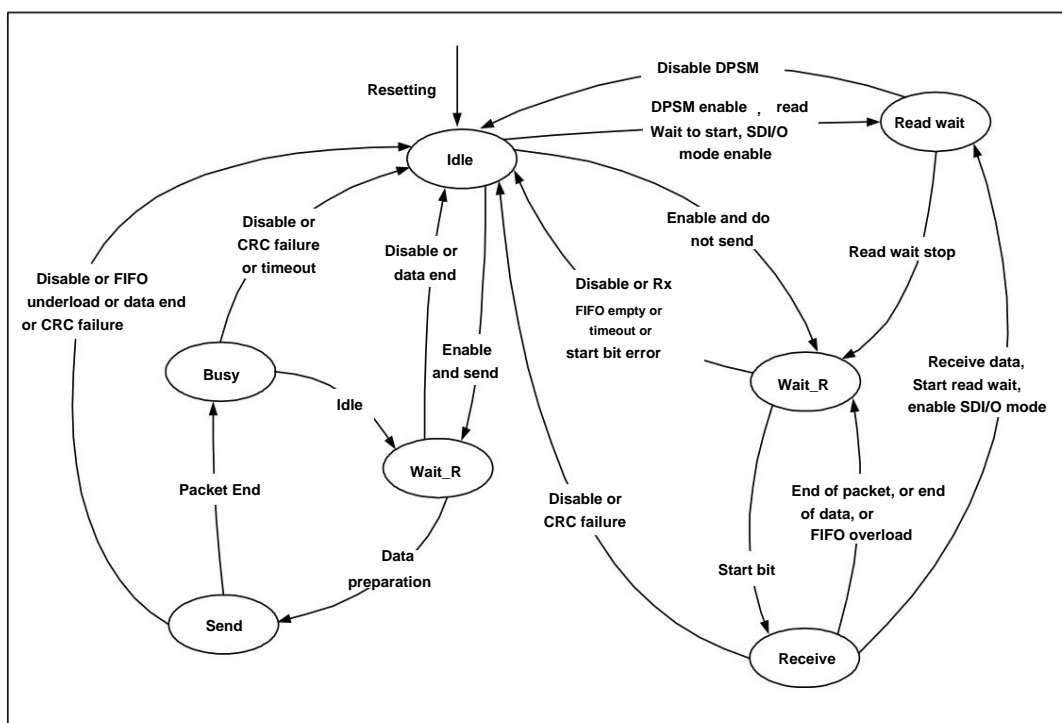 Disable DPSM
Resetting
DPSM enable , read
Wait to start, SDI/O
mode enable
Read wait
Idle
Disable or
CRC failure
or timeout
Disable or
data end
Enable and do
not send
Read wait stop
Disable or FIFO
underload or data end
or CRC failure
Disable or Rx
FIFO empty or
timeout or
start bit error
Enable
and send
Busy
Idle
Wait_R
Wait_R
Receive data,
Start read wait,
enable SDI/O mode
Packet End
Disable or
CRC failure
End of packet, or end
of data, or
FIFO overload
Data
preparation
Start bit
Send
Receive